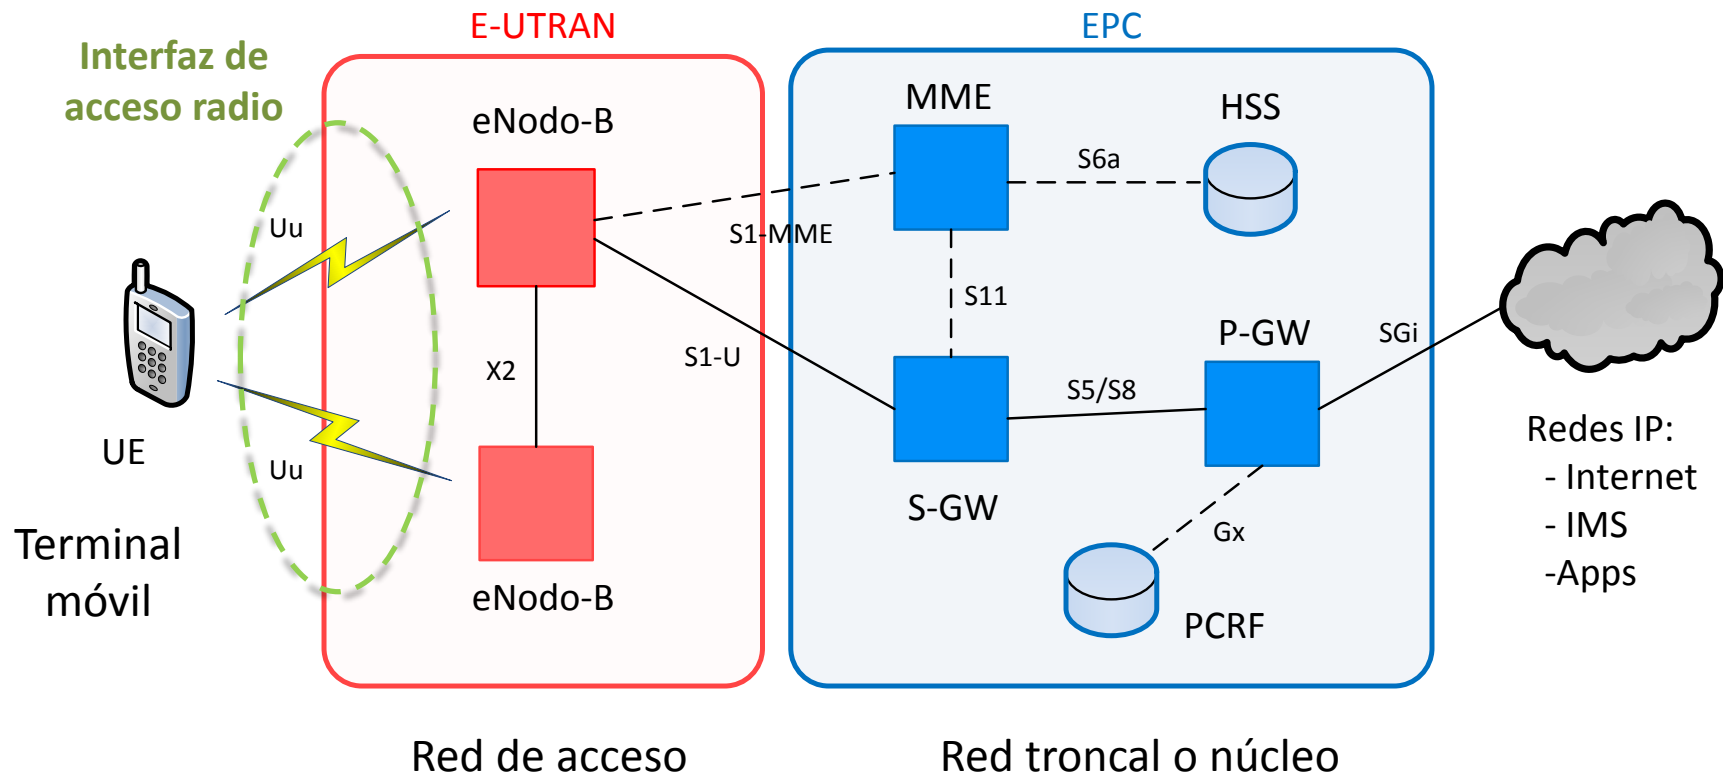 E-UTRAN
EPC
Interfaz de
acceso radio
eNodo-B
MME
HSS
S6a
Uu
S1-MME
S11
P-GW
SGi
S1-U
X2
S5/S8
UE
Uu
Redes IP:
- Internet
- IMS
-Apps
S-GW
Gx
Terminal
móvil
eNodo-B
PCRF
Red de acceso
Red troncal o núcleo